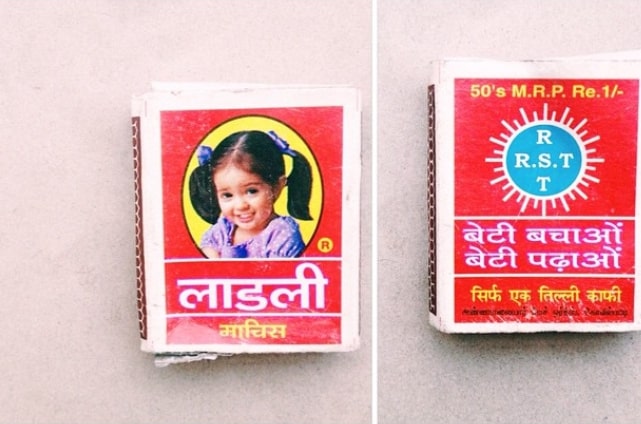 ®
लाडली
माचिस
50's M.R.P. Re.1/-
R
R.S.T
T
बेटी बचाओं
बेटी पढ़ाओं
सिर्फ एक तिल्ली काफी